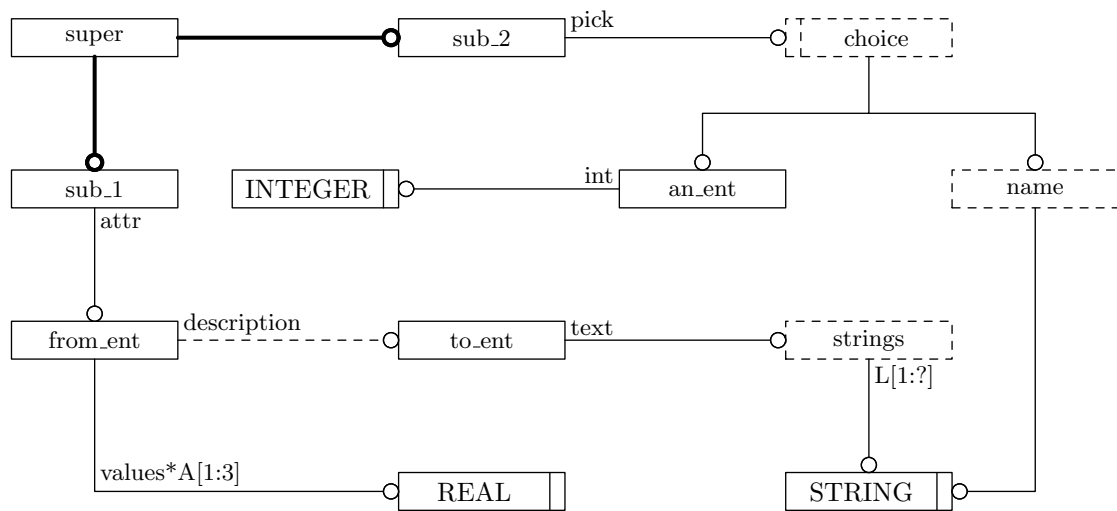 super
sub_2
pick
choice
sub_1
attr
INTEGER
int
an_ent
name
from_ent
description
to_ent
text
strings
L[1:?]
values*A[1:3]
REAL
STRING